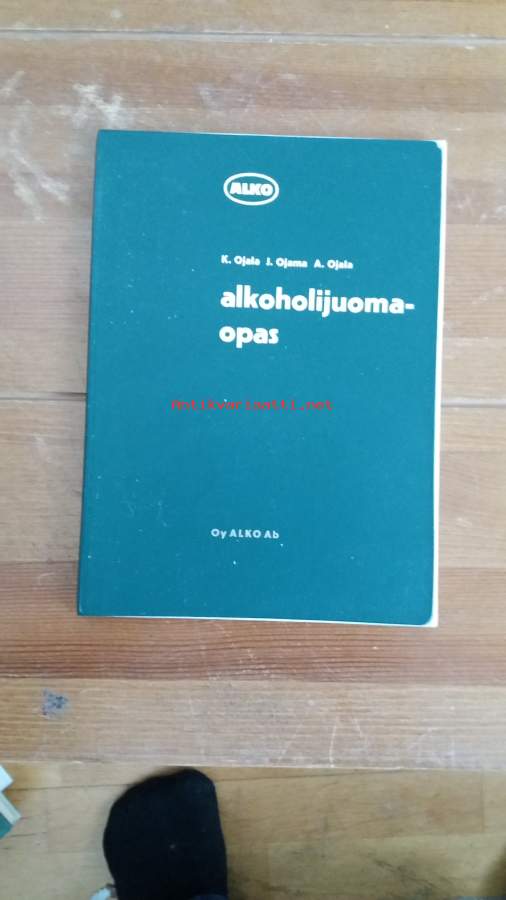 ALKO
K. Ojala J. Ojama A. Ojala
alkoholijuoma-
opas
Antikvariaatti.net
Oy ALKO Ab